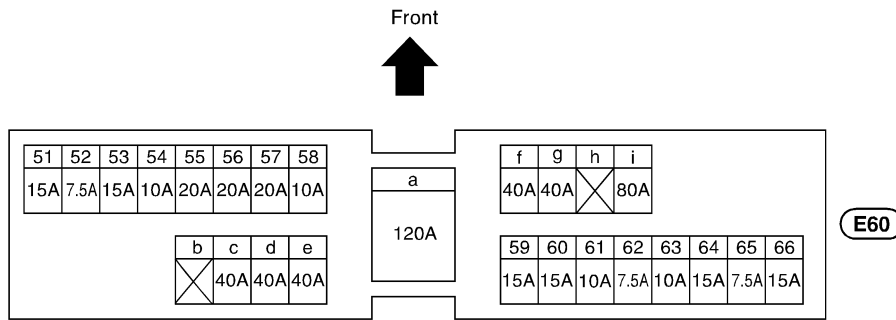 Front
51 52 53 54 55 56 57 58
15A 7.5A 15A 10A 20A 20A 20A 10A
b c d e
40A 40A 40A
a
120A
f g h i
40A 40A 80A
59 60 61 62 63 64 65 66
15A 15A 10A 7.5A 10A 15A 7.5A 15A
E60